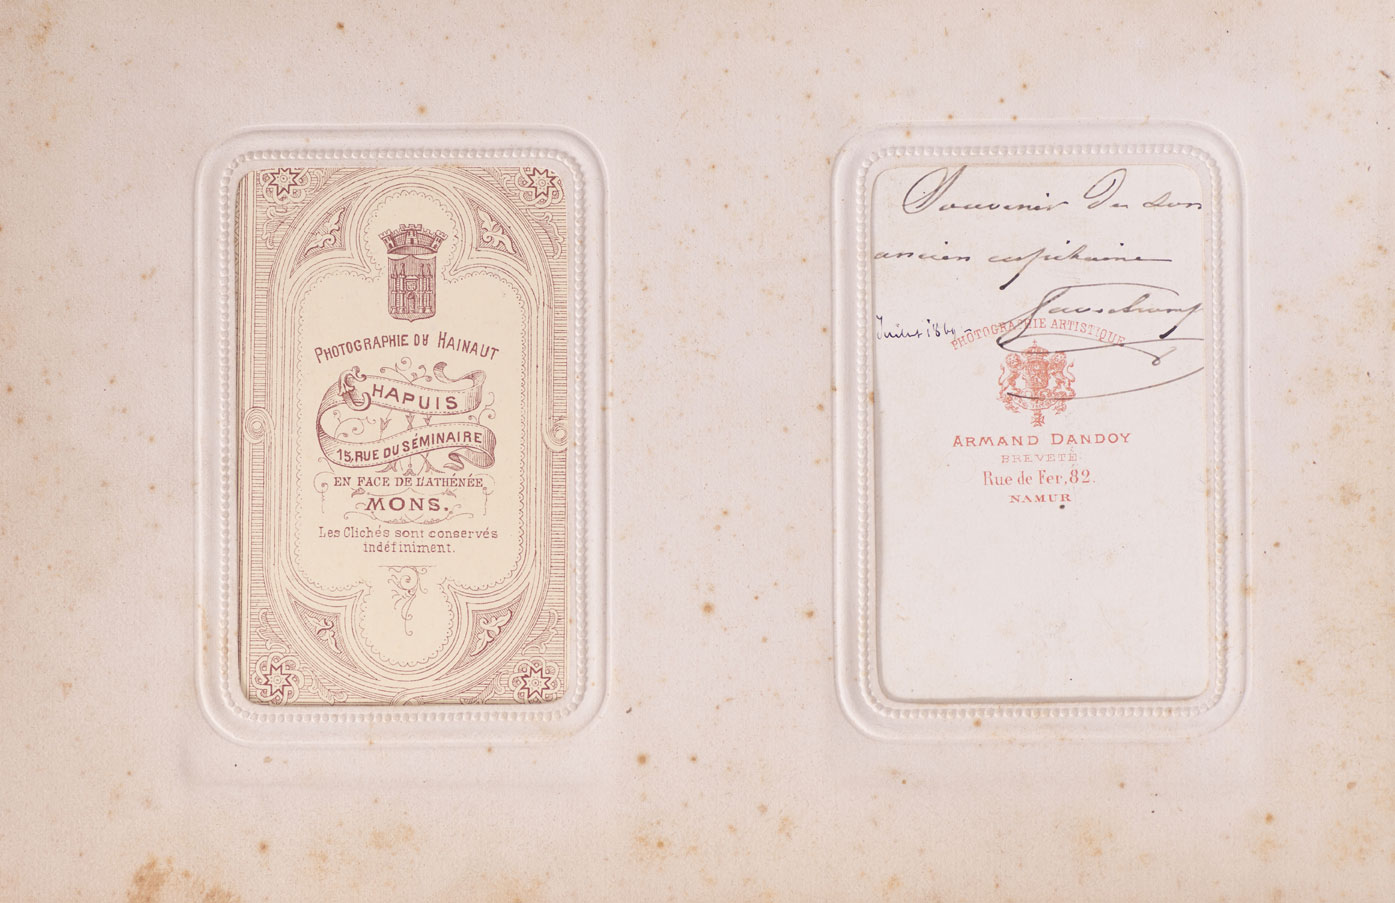 PHOTOGRAPHIE DU HAINAUT
CHAPUIS
15, RUE DU SÉMINAIRE
EN FACE DE L'ATHÉNÉE
MONS.
Les Clichés sont conservés
indéfiniment.
Souvenir de son
ancien capitaine
Juillet
PHOTOGRAPHIE ARTISTIQUE
ARMAND DANDOY
BREVETÉ
Rue de Fer, 82.
NAMUR